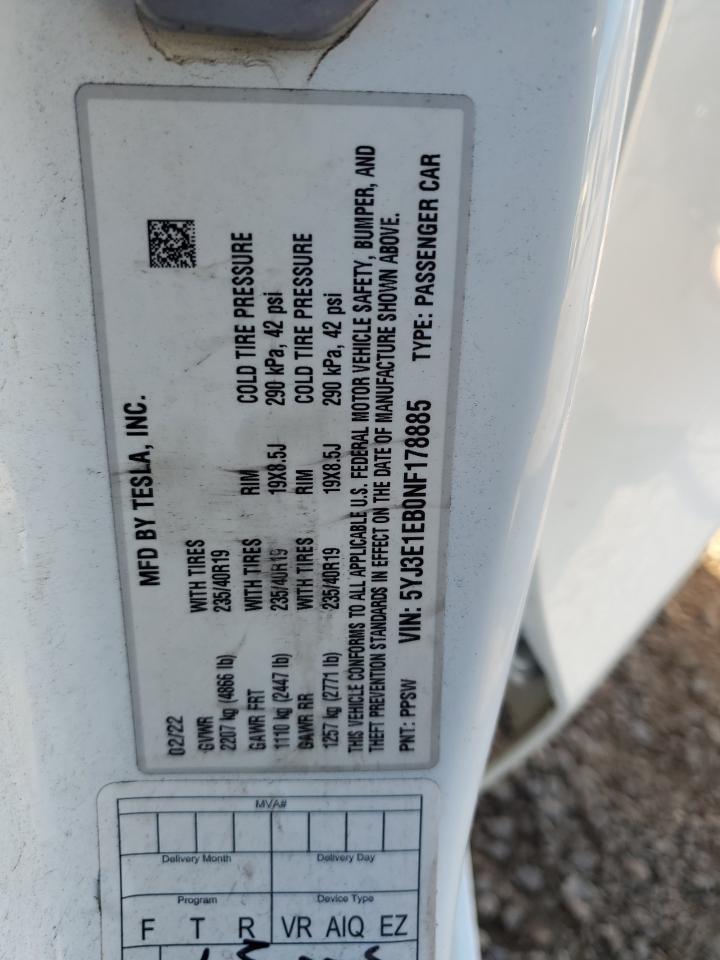 MFD BY TESLA, INC.
02/22
GVWR WITH TIRES
2207 kg (4866 lb) 235/40R19
GAWR FRT WITH TIRES RIM COLD TIRE PRESSURE
1110 kg (2447 lb) 235/40R19 19X8.5J 290 kPa, 42 psi
GAWR RR WITH TIRES RIM COLD TIRE PRESSURE
1257 kg (2771 lb) 235/40R19 19X8.5J 290 kPa, 42 psi
THIS VEHICLE CONFORMS TO ALL APPLICABLE U.S. FEDERAL MOTOR VEHICLE SAFETY, BUMPER, AND
THEFT PREVENTION STANDARDS IN EFFECT ON THE DATE OF MANUFACTURE SHOWN ABOVE.
PNT: PPSW VIN: 5YJ3E1EB0NF178885 TYPE: PASSENGER CAR
MVA#
Delivery Month Delivery Day
Program Device Type
F T R VR AIQ EZ